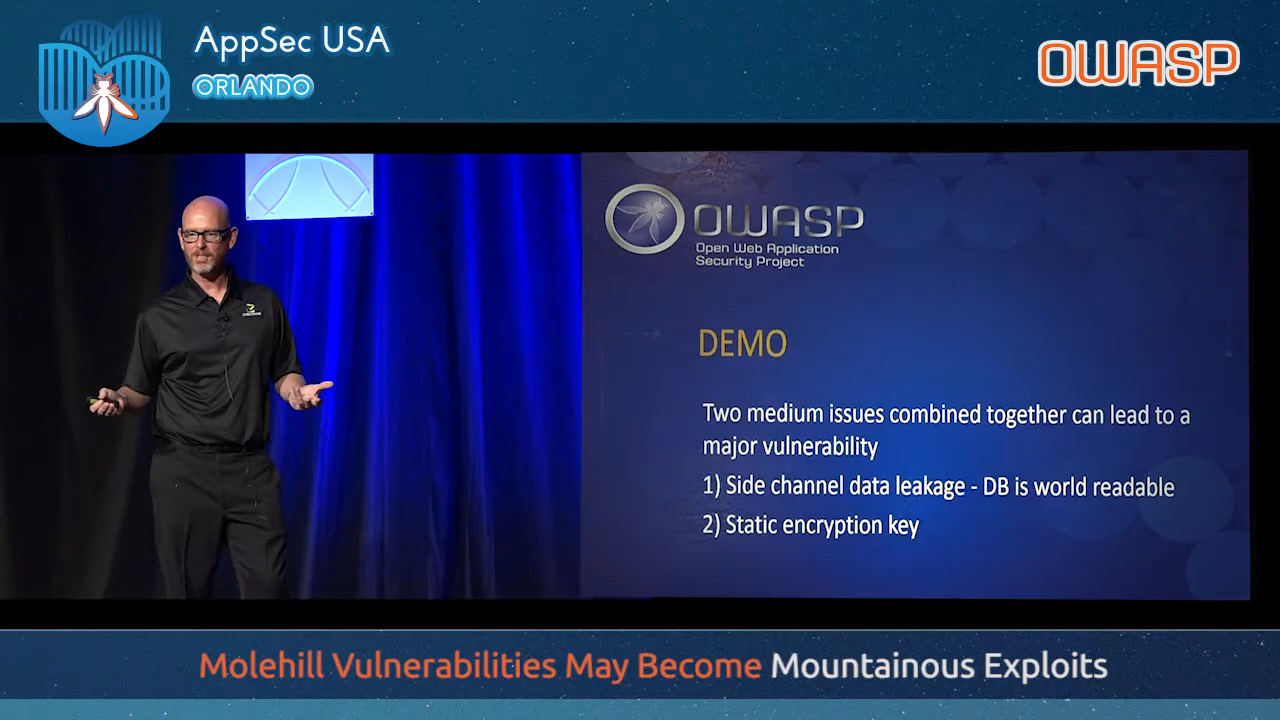 AppSec USA
ORLANDO
OWASP
OWASP
Open Web Application
Security Project
DEMO
Two medium issues combined together can lead to a
major vulnerability
1) Side channel data leakage - DB is world readable
2) Static encryption key
Molehill Vulnerabilities May Become Mountainous Exploits